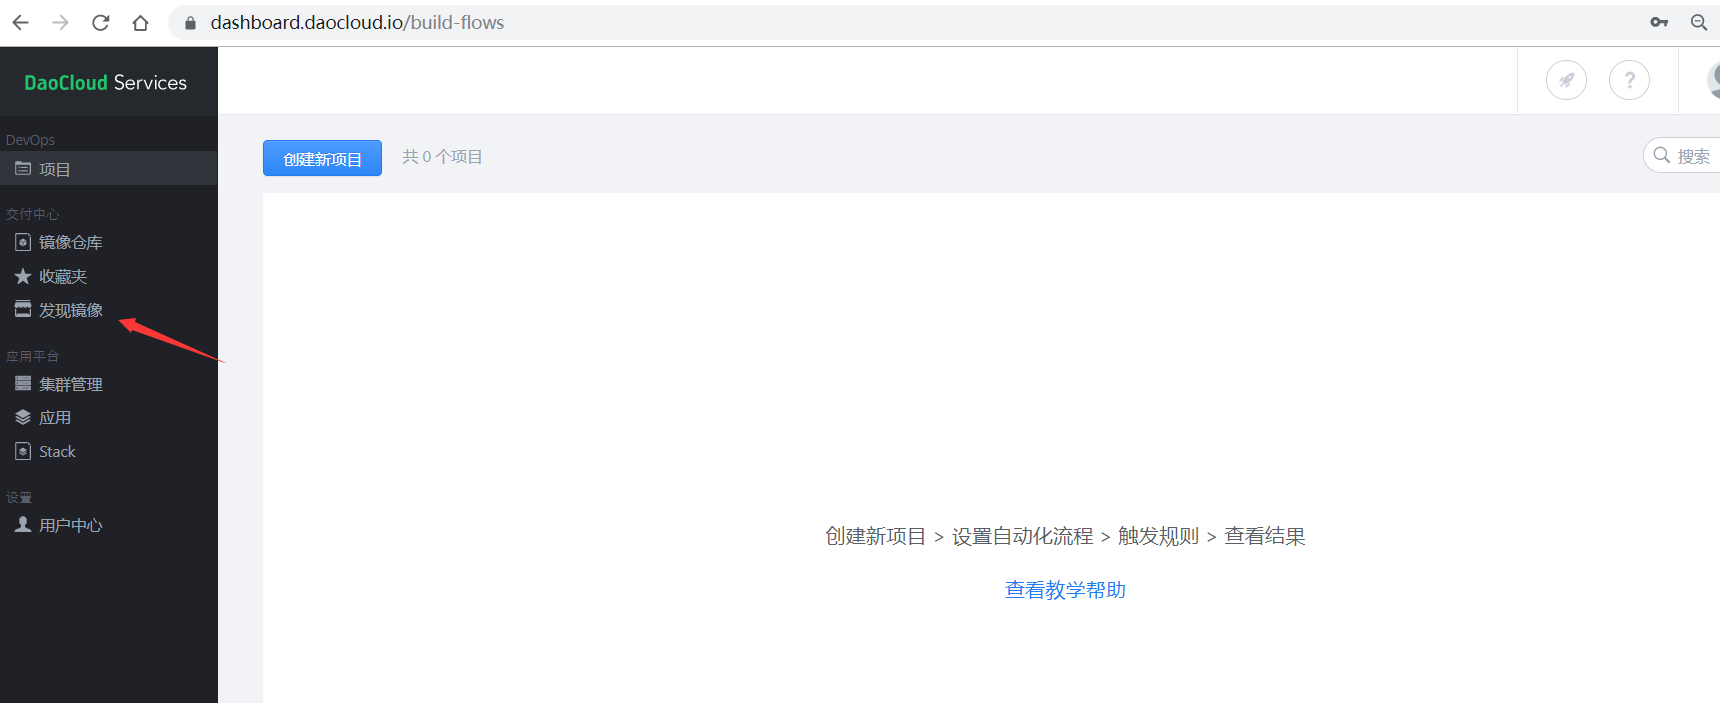 dashboard.daocloud.io/build-flows
DaoCloud Services
?
DevOps
项目
交付中心
镜像仓库
收藏夹
发现镜像
应用平台
集群管理
应用
Stack
设置
用户中心
创建新项目
共 0 个项目
搜索
创建新项目 > 设置自动化流程 > 触发规则 > 查看结果
查看教学帮助